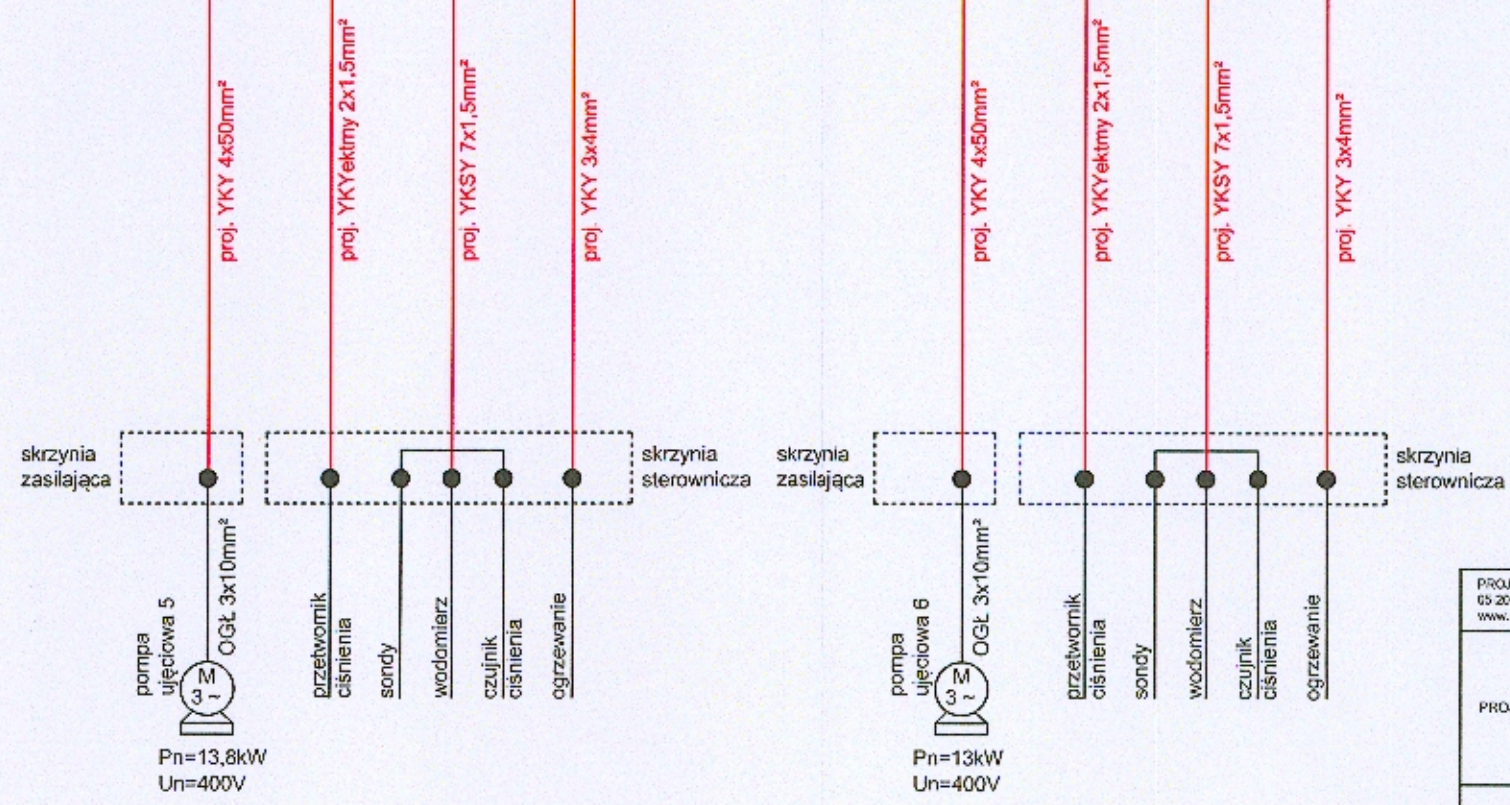 proj. YKY 4x50mm²
proj. YKYektmy 2x1,5mm²
proj. YKSY 7x1,5mm²
proj. YKY 3x4mm²
proj. YKY 4x50mm²
proj. YKYektmy 2x1,5mm²
proj. YKSY 7x1,5mm²
proj. YKY 3x4mm²
skrzynia
zasilająca
skrzynia
sterownicza
skrzynia
zasilająca
skrzynia
sterownicza
pompa
ujęciowa 5
OGŁ 3x10mm²
M
3 ~
przetwornik
ciśnienia
sondy
wodomierz
czujnik
ciśnienia
ogrzewanie
Pn=13,8kW
Un=400V
pompa
ujęciowa 6
OGŁ 3x10mm²
M
3 ~
przetwornik
ciśnienia
sondy
wodomierz
czujnik
ciśnienia
ogrzewanie
Pn=13kW
Un=400V
www.